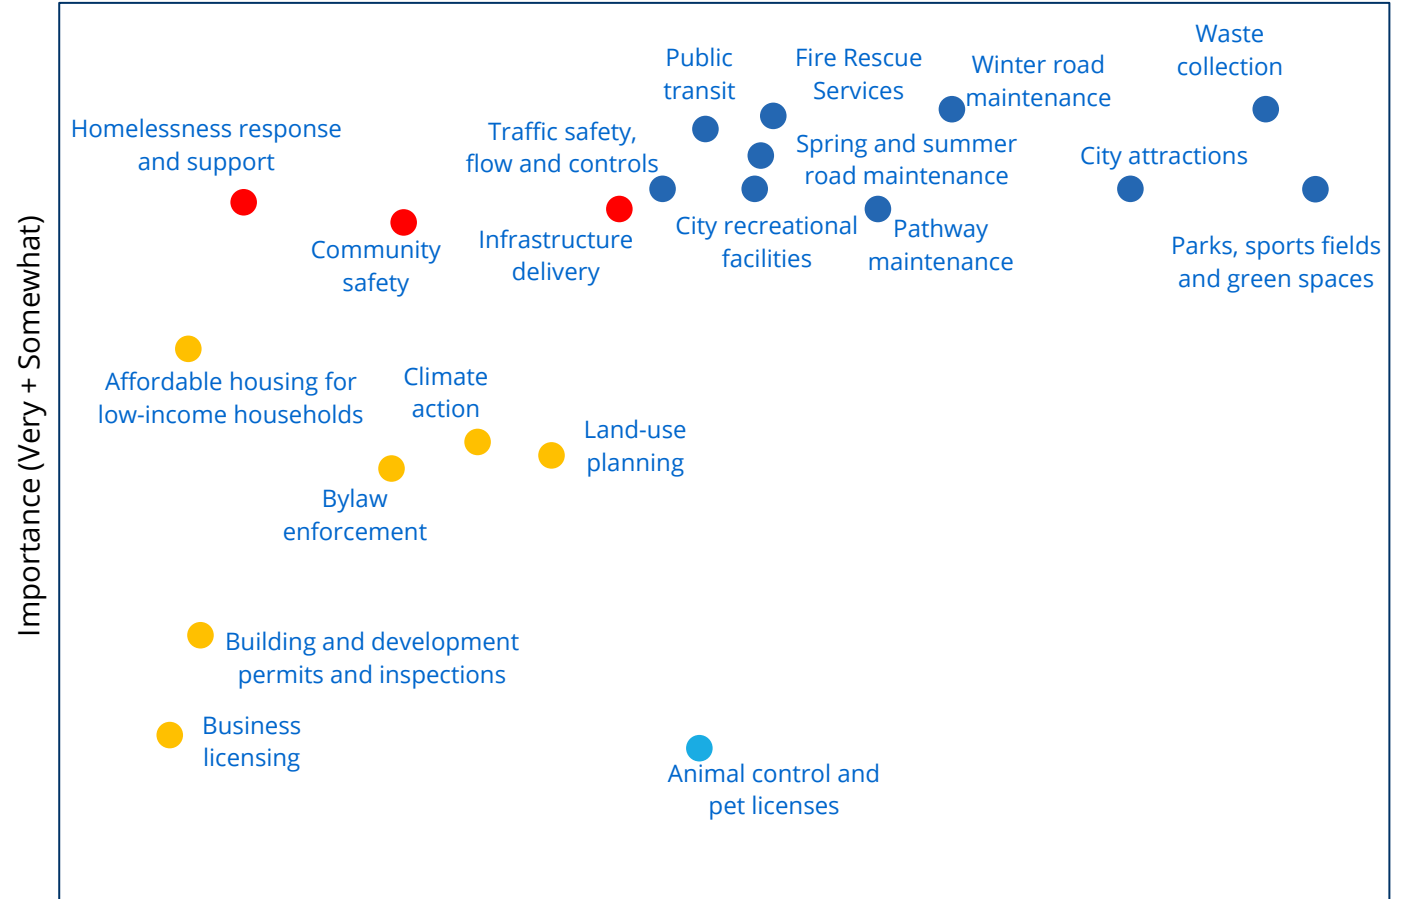 Waste
collection
Public
transit
Fire Rescue
Services
Winter road
maintenance
Homelessness response
and support
Traffic safety,
flow and controls
Spring and summer
road maintenance
City attractions
Community
safety
Infrastructure
delivery
City recreational
facilities
Pathway
maintenance
Parks, sports fields
and green spaces
Importance (Very + Somewhat)
Affordable housing for
low-income households
Climate
action
Land-use
planning
Bylaw
enforcement
Building and development
permits and inspections
Business
licensing
Animal control and
pet licenses